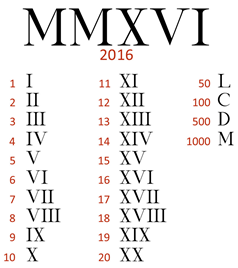 MMXVI
2016
1 I 11 XI 50 L
2 II 12 XII 100 C
3 III 13 XIII 500 D
4 IV 14 XIV 1000 M
5 V 15 XV
6 VI 16 XVI
7 VII 17 XVII
8 VIII 18 XVIII
9 IX 19 XIX
10 X 20 XX